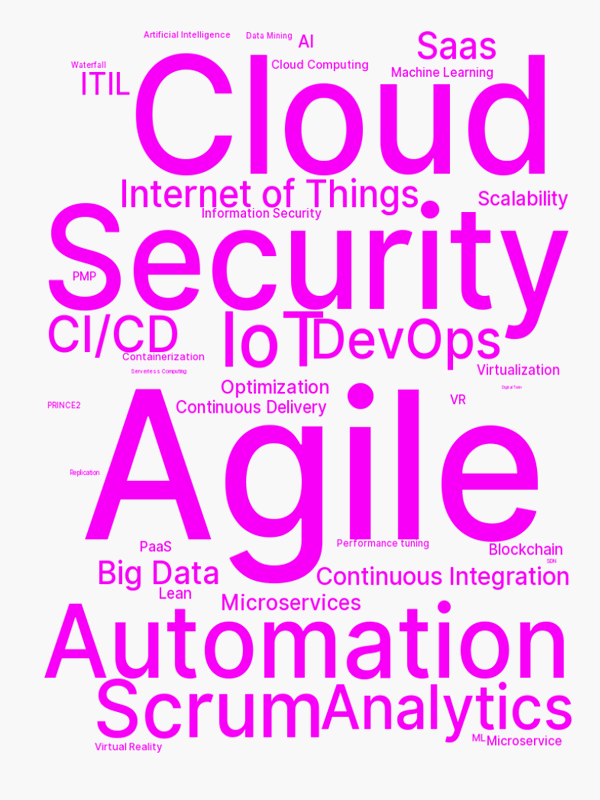 Artificial Intelligence
Data Mining
AI
Saas
Waterfall
Cloud Computing
Machine Learning
ITIL
Cloud
Internet of Things
Scalability
Information Security
Security
PMP
CI/CD
IoT
DevOps
Containerization
Serverless Computing
Virtualization
Optimization
Digital Twin
PRINCE2
Continuous Delivery
VR
Agile
Replication
PaaS
Performance tuning
Blockchain
Big Data
Continuous Integration
Lean
Microservices
Automation
Scrum
Analytics
ML
Microservice
Virtual Reality